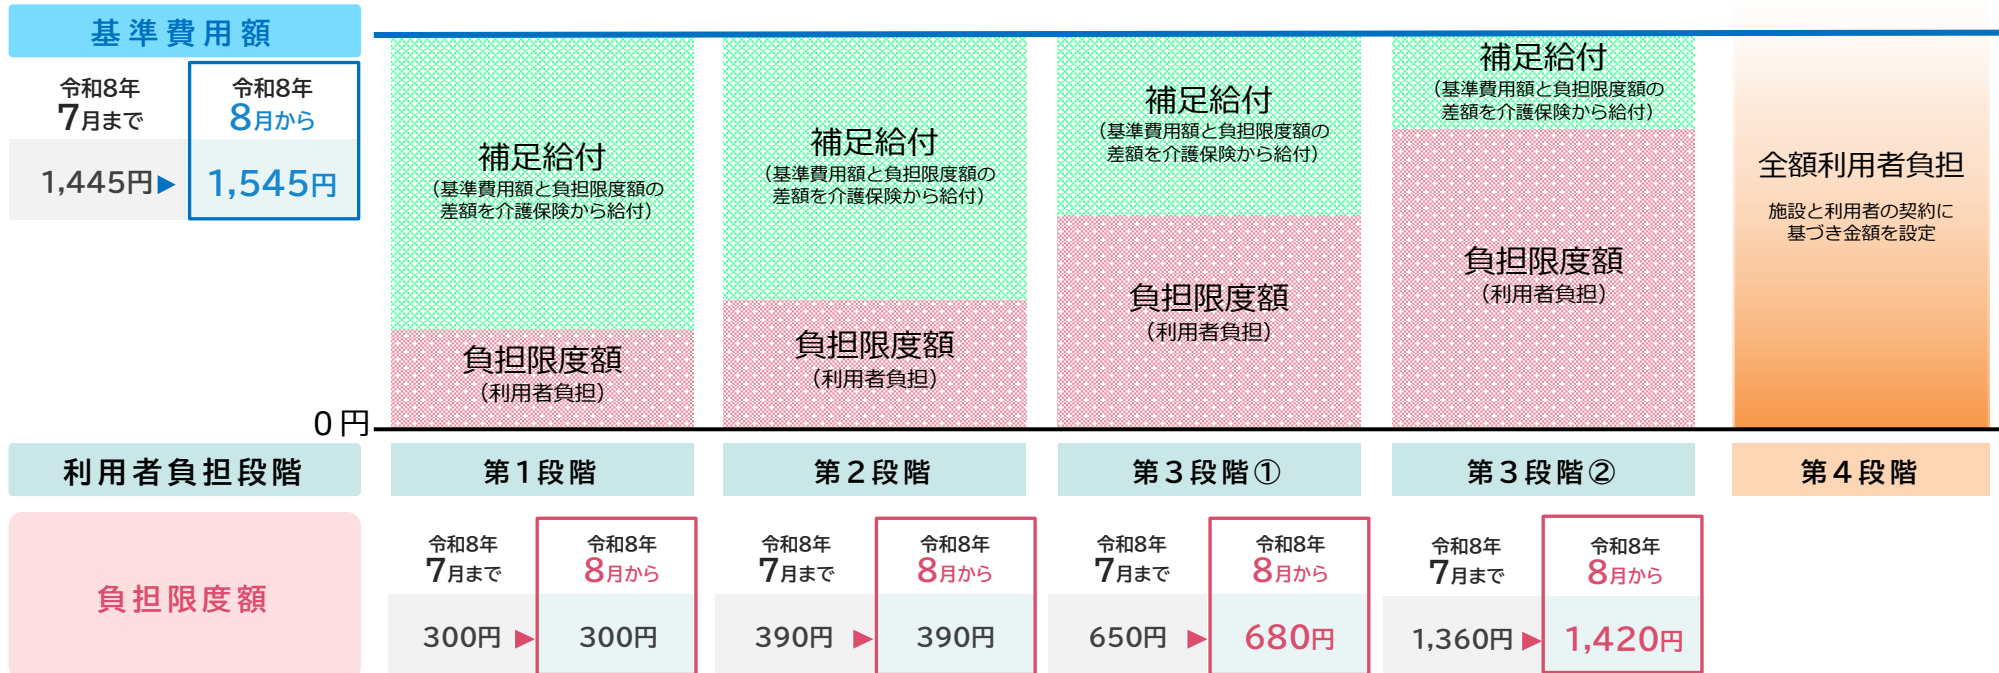 基準費用額
令和8年
7月まで
令和8年
8月から
1,445円▶
1,545円
補足給付
（基準費用額と負担限度額の
差額を介護保険から給付）
負担限度額
（利用者負担）
補足給付
（基準費用額と負担限度額の
差額を介護保険から給付）
負担限度額
（利用者負担）
補足給付
（基準費用額と負担限度額の
差額を介護保険から給付）
負担限度額
（利用者負担）
補足給付
（基準費用額と負担限度額の
差額を介護保険から給付）
負担限度額
（利用者負担）
全額利用者負担
施設と利用者の契約に
基づき金額を設定
0円
利用者負担段階
第1段階
第2段階
第3段階①
第3段階②
第4段階
負担限度額
令和8年
7月まで
令和8年
8月から
300円▶
300円
令和8年
7月まで
令和8年
8月から
390円▶
390円
令和8年
7月まで
令和8年
8月から
650円▶
680円
令和8年
7月まで
令和8年
8月から
1,360円▶
1,420円